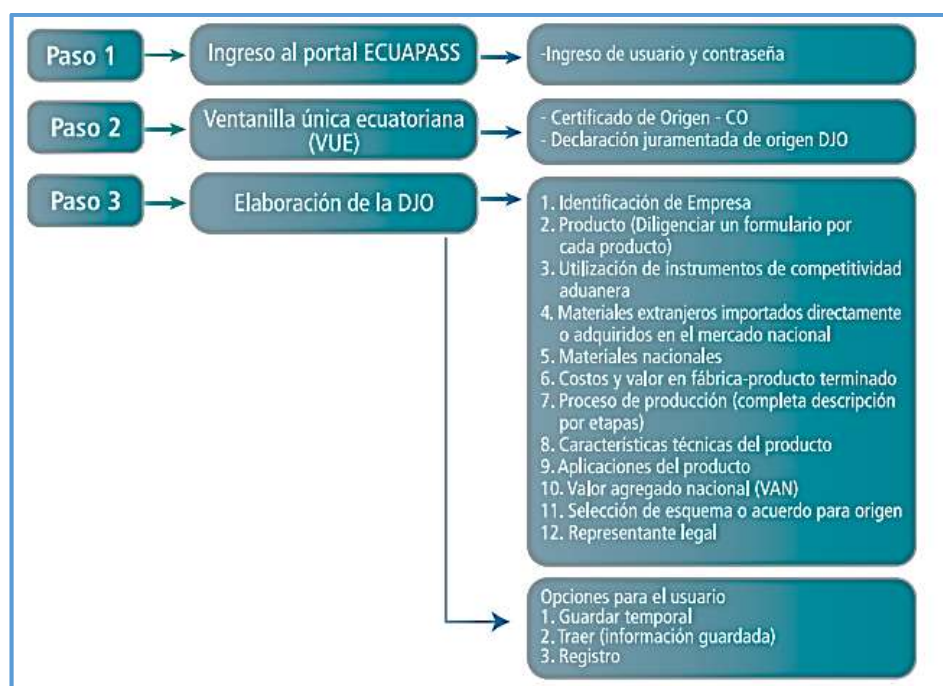 Paso 1
Ingreso al portal ECUAPASS
-Ingreso de usuario y contraseña
Paso 2
Ventanilla única ecuatoriana
(VUE)
- Certificado de Origen - CO
- Declaración juramentada de origen DJO
Paso 3
Elaboración de la DJO
1. Identificación de Empresa
2. Producto (Diligenciar un formulario por
cada producto)
3. Utilización de instrumentos de competitividad
aduanera
4. Materiales extranjeros importados directamente
o adquiridos en el mercado nacional
5. Materiales nacionales
6. Costos y valor en fábrica-producto terminado
7. Proceso de producción (completa descripción
por etapas)
8. Características técnicas del producto
9. Aplicaciones del producto
10. Valor agregado nacional (VAN)
11. Selección de esquema o acuerdo para origen
12. Representante legal
Opciones para el usuario
1. Guardar temporal
2. Traer (información guardada)
3. Registro